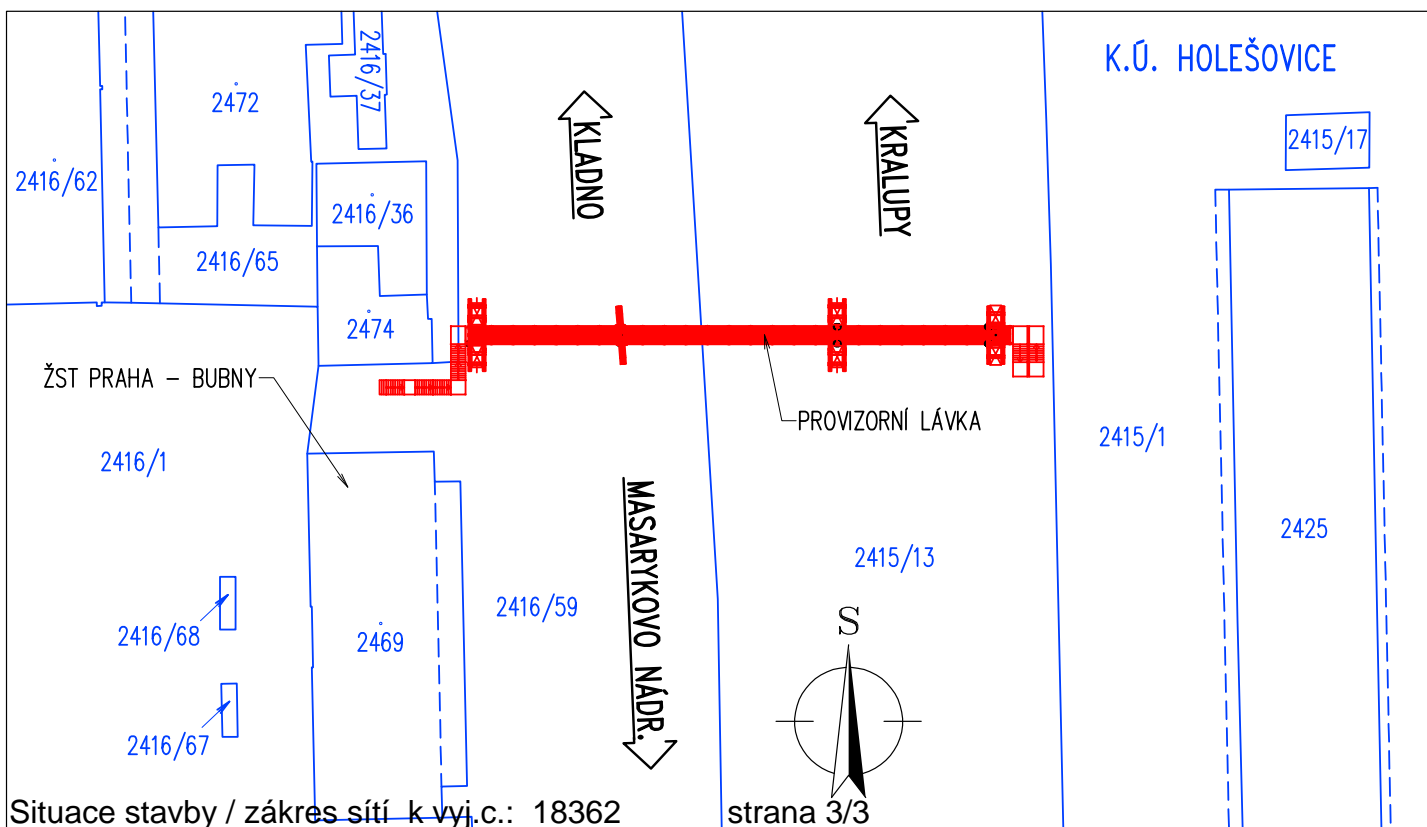 K.Ú. HOLEŠOVICE
2472
2416/37
KLADNO
KRALUPY
2415/17
2416/62
2416/36
2416/65
2474
ŽST PRAHA – BUBNY
PROVIZORNÍ LÁVKA
2416/1
2415/1
MASARYKOVO NÁDR.
2425
2415/13
2416/59
2416/68
2469
S
2416/67
Situace stavby / zákres sítí k vyj.c.: 18362
strana 3/3